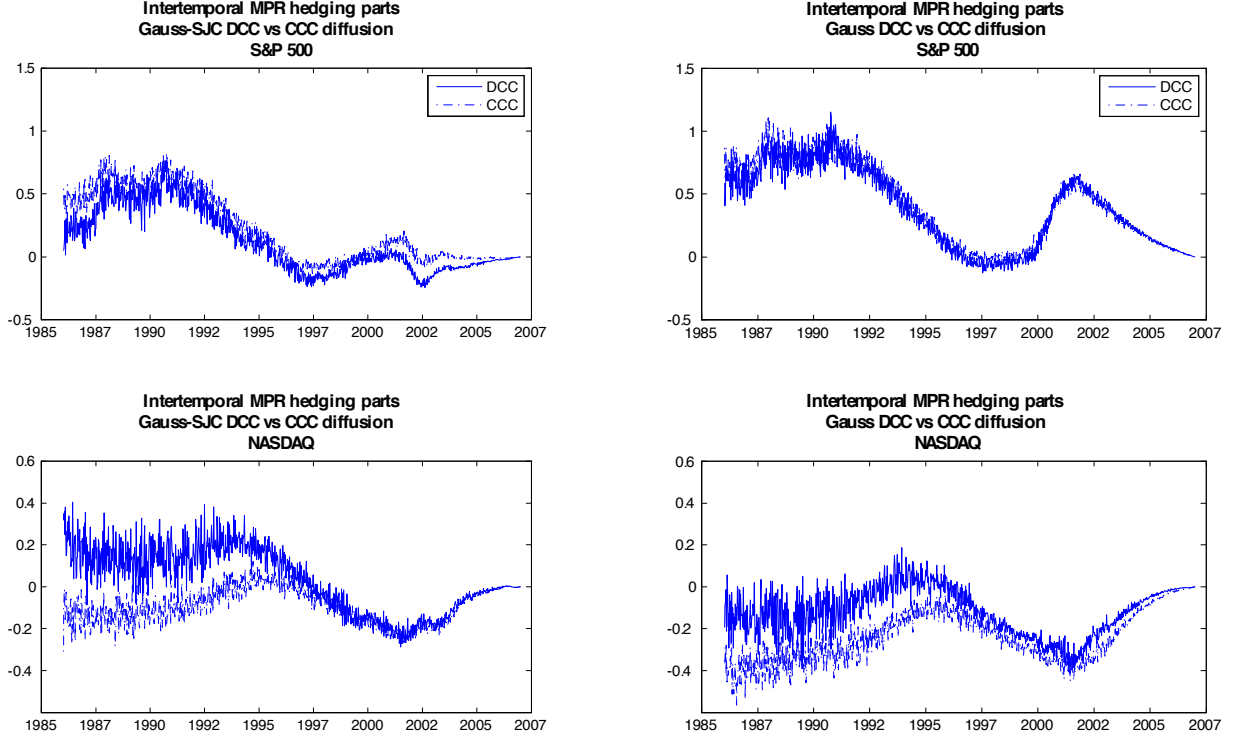 Intertemporal MPR hedging parts
Gauss-SJC DCC vs CCC diffusion
S&P 500
1.5
1
0.5
0
-0.5
DCC
CCC
1985 1987 1990 1992 1995 1997 2000 2002 2005 2007
Intertemporal MPR hedging parts
Gauss DCC vs CCC diffusion
S&P 500
1.5
1
0.5
0
-0.5
DCC
CCC
1985 1987 1990 1992 1995 1997 2000 2002 2005 2007
Intertemporal MPR hedging parts
Gauss-SJC DCC vs CCC diffusion
NASDAQ
0.6
0.4
0.2
0
-0.2
-0.4
1985 1987 1990 1992 1995 1997 2000 2002 2005 2007
Intertemporal MPR hedging parts
Gauss DCC vs CCC diffusion
NASDAQ
0.6
0.4
0.2
0
-0.2
-0.4
1985 1987 1990 1992 1995 1997 2000 2002 2005 2007